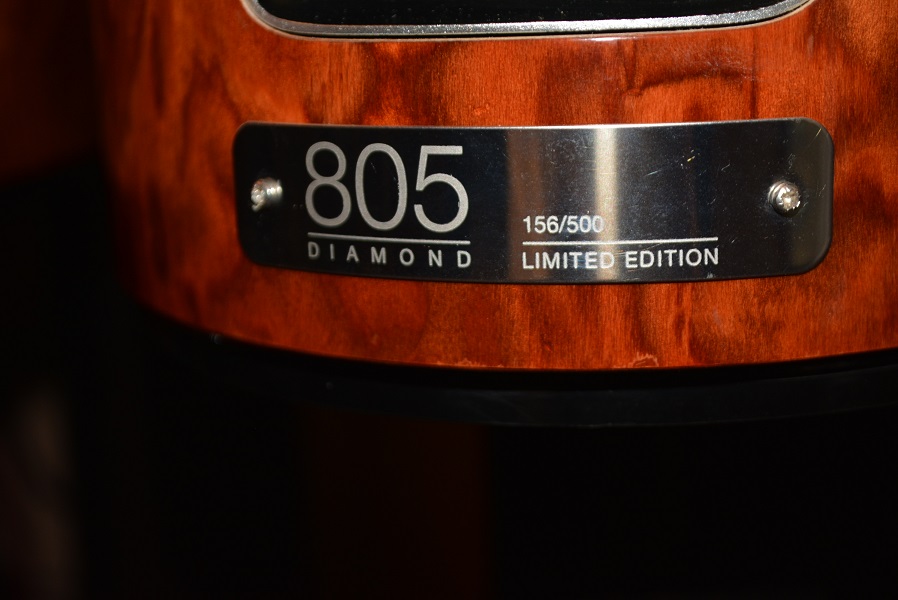 805
DIAMOND
156/500
LIMITED EDITION